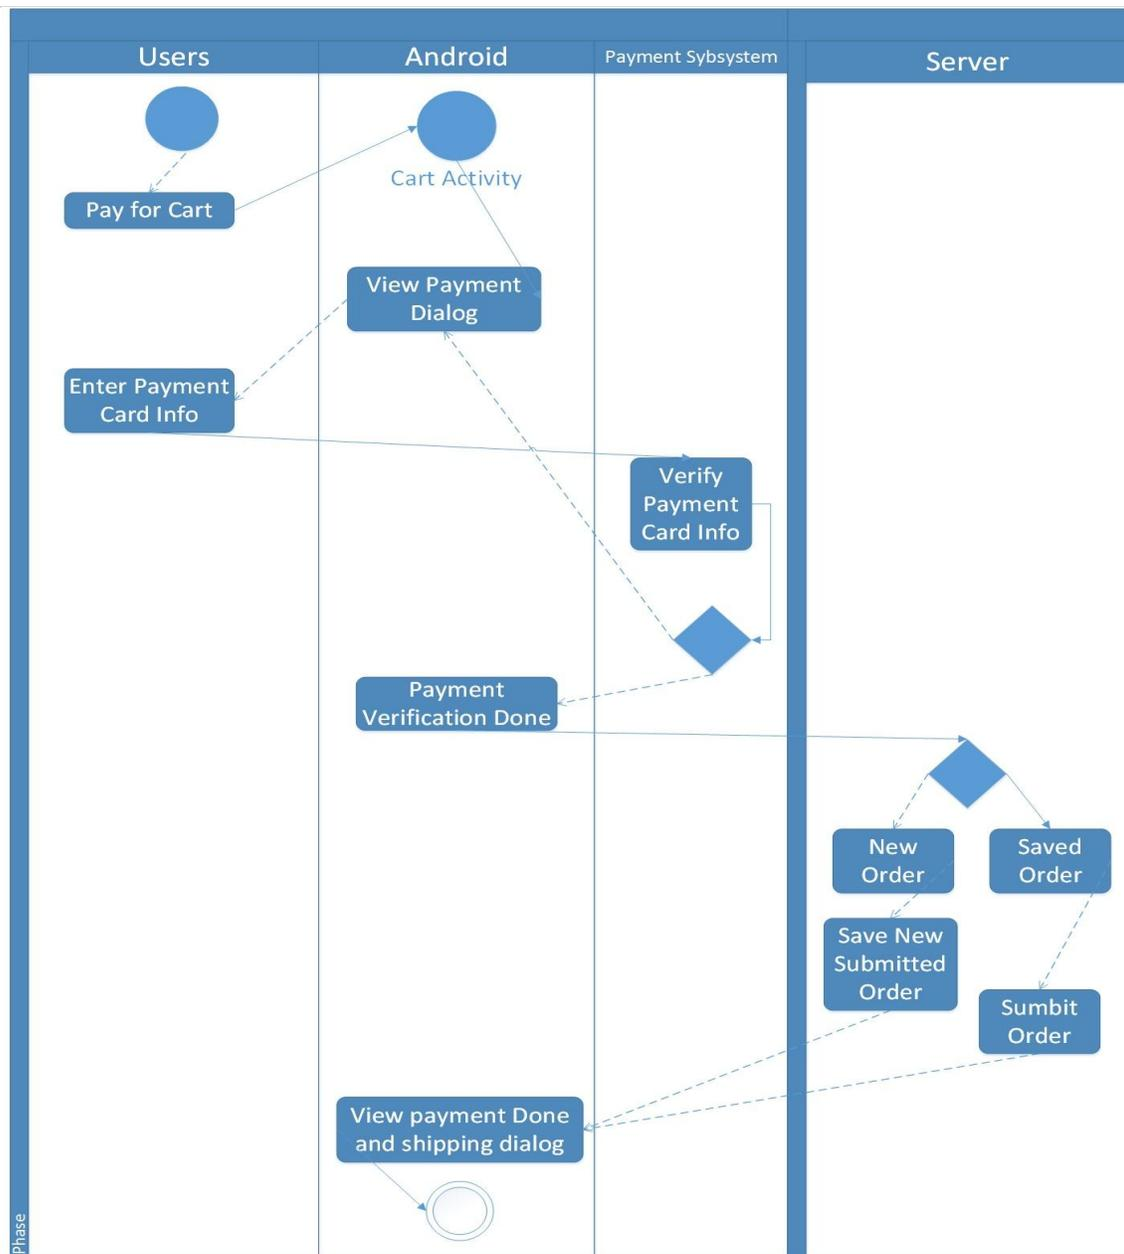 Users
Android
Payment Sybsystem
Server
Cart Activity
Pay for Cart
View Payment
Dialog
Enter Payment
Card Info
Verify
Payment
Card Info
Payment
Verification Done
New
Order
Saved
Order
Save New
Submitted
Order
Sumbit
Order
View payment Done
and shipping dialog
Phase